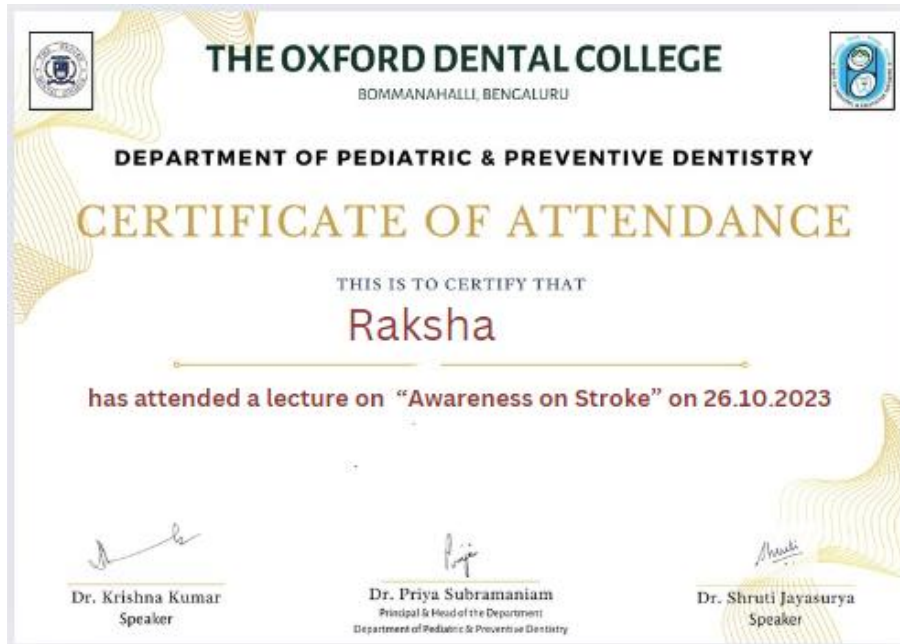 THE OXFORD DENTAL COLLEGE
BOMMANAHALLI, BENGALURU
DEPARTMENT OF PEDIATRIC & PREVENTIVE DENTISTRY
CERTIFICATE OF ATTENDANCE
THIS IS TO CERTIFY THAT
Raksha
has attended a lecture on “Awareness on Stroke” on 26.10.2023
Priya
Shruti
Dr. Krishna Kumar
Speaker
Dr. Priya Subramaniam
Principal & Head of the Department
Department of Pediatric & Preventive Dentistry
Dr. Shruti Jayasurya
Speaker